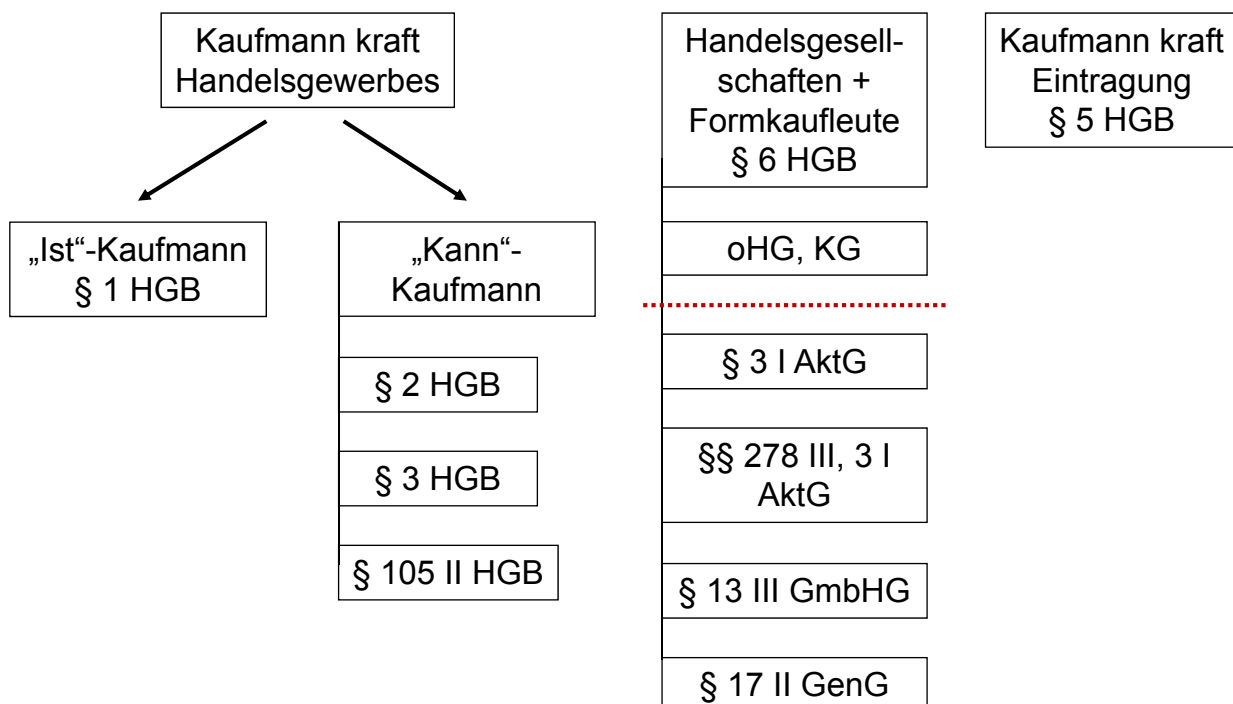 Kaufmann kraft
Handelsgewerbes
„Ist“-Kaufmann
§ 1 HGB
„Kann“-
Kaufmann
§ 2 HGB
§ 3 HGB
§ 105 II HGB
Handelsgesell-
schaften +
Formkaufleute
§ 6 HGB
oHG, KG
§ 3 I AktG
§§ 278 III, 3 I
AktG
§ 13 III GmbHG
§ 17 II GenG
Kaufmann kraft
Eintragung
§ 5 HGB